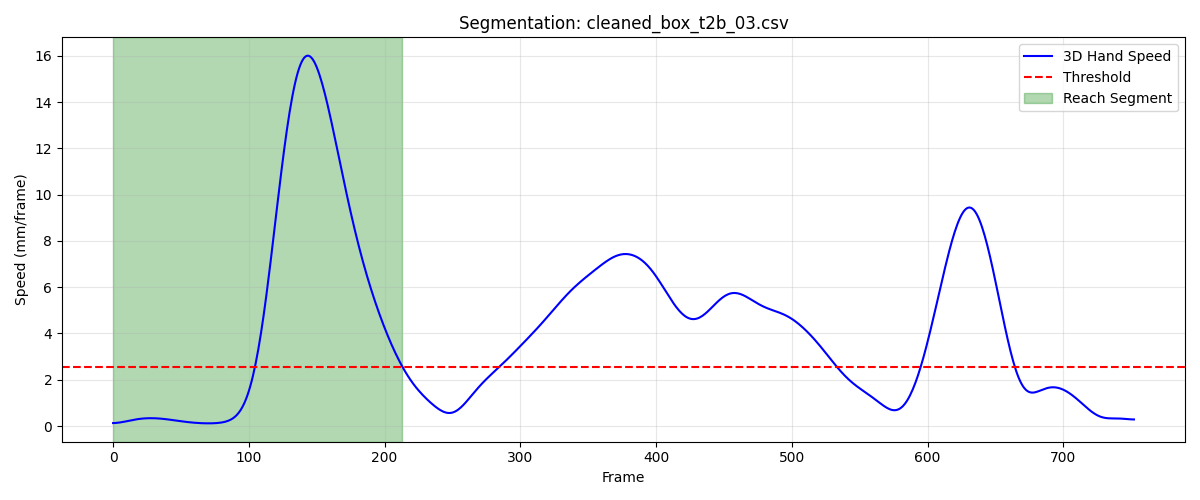 Segmentation: cleaned_box_t2b_03.csv
3D Hand Speed
Threshold
Reach Segment
Speed (mm/frame)
16
14
12
10
8
6
4
2
0
0 100 200 300 400 500 600 700
Frame